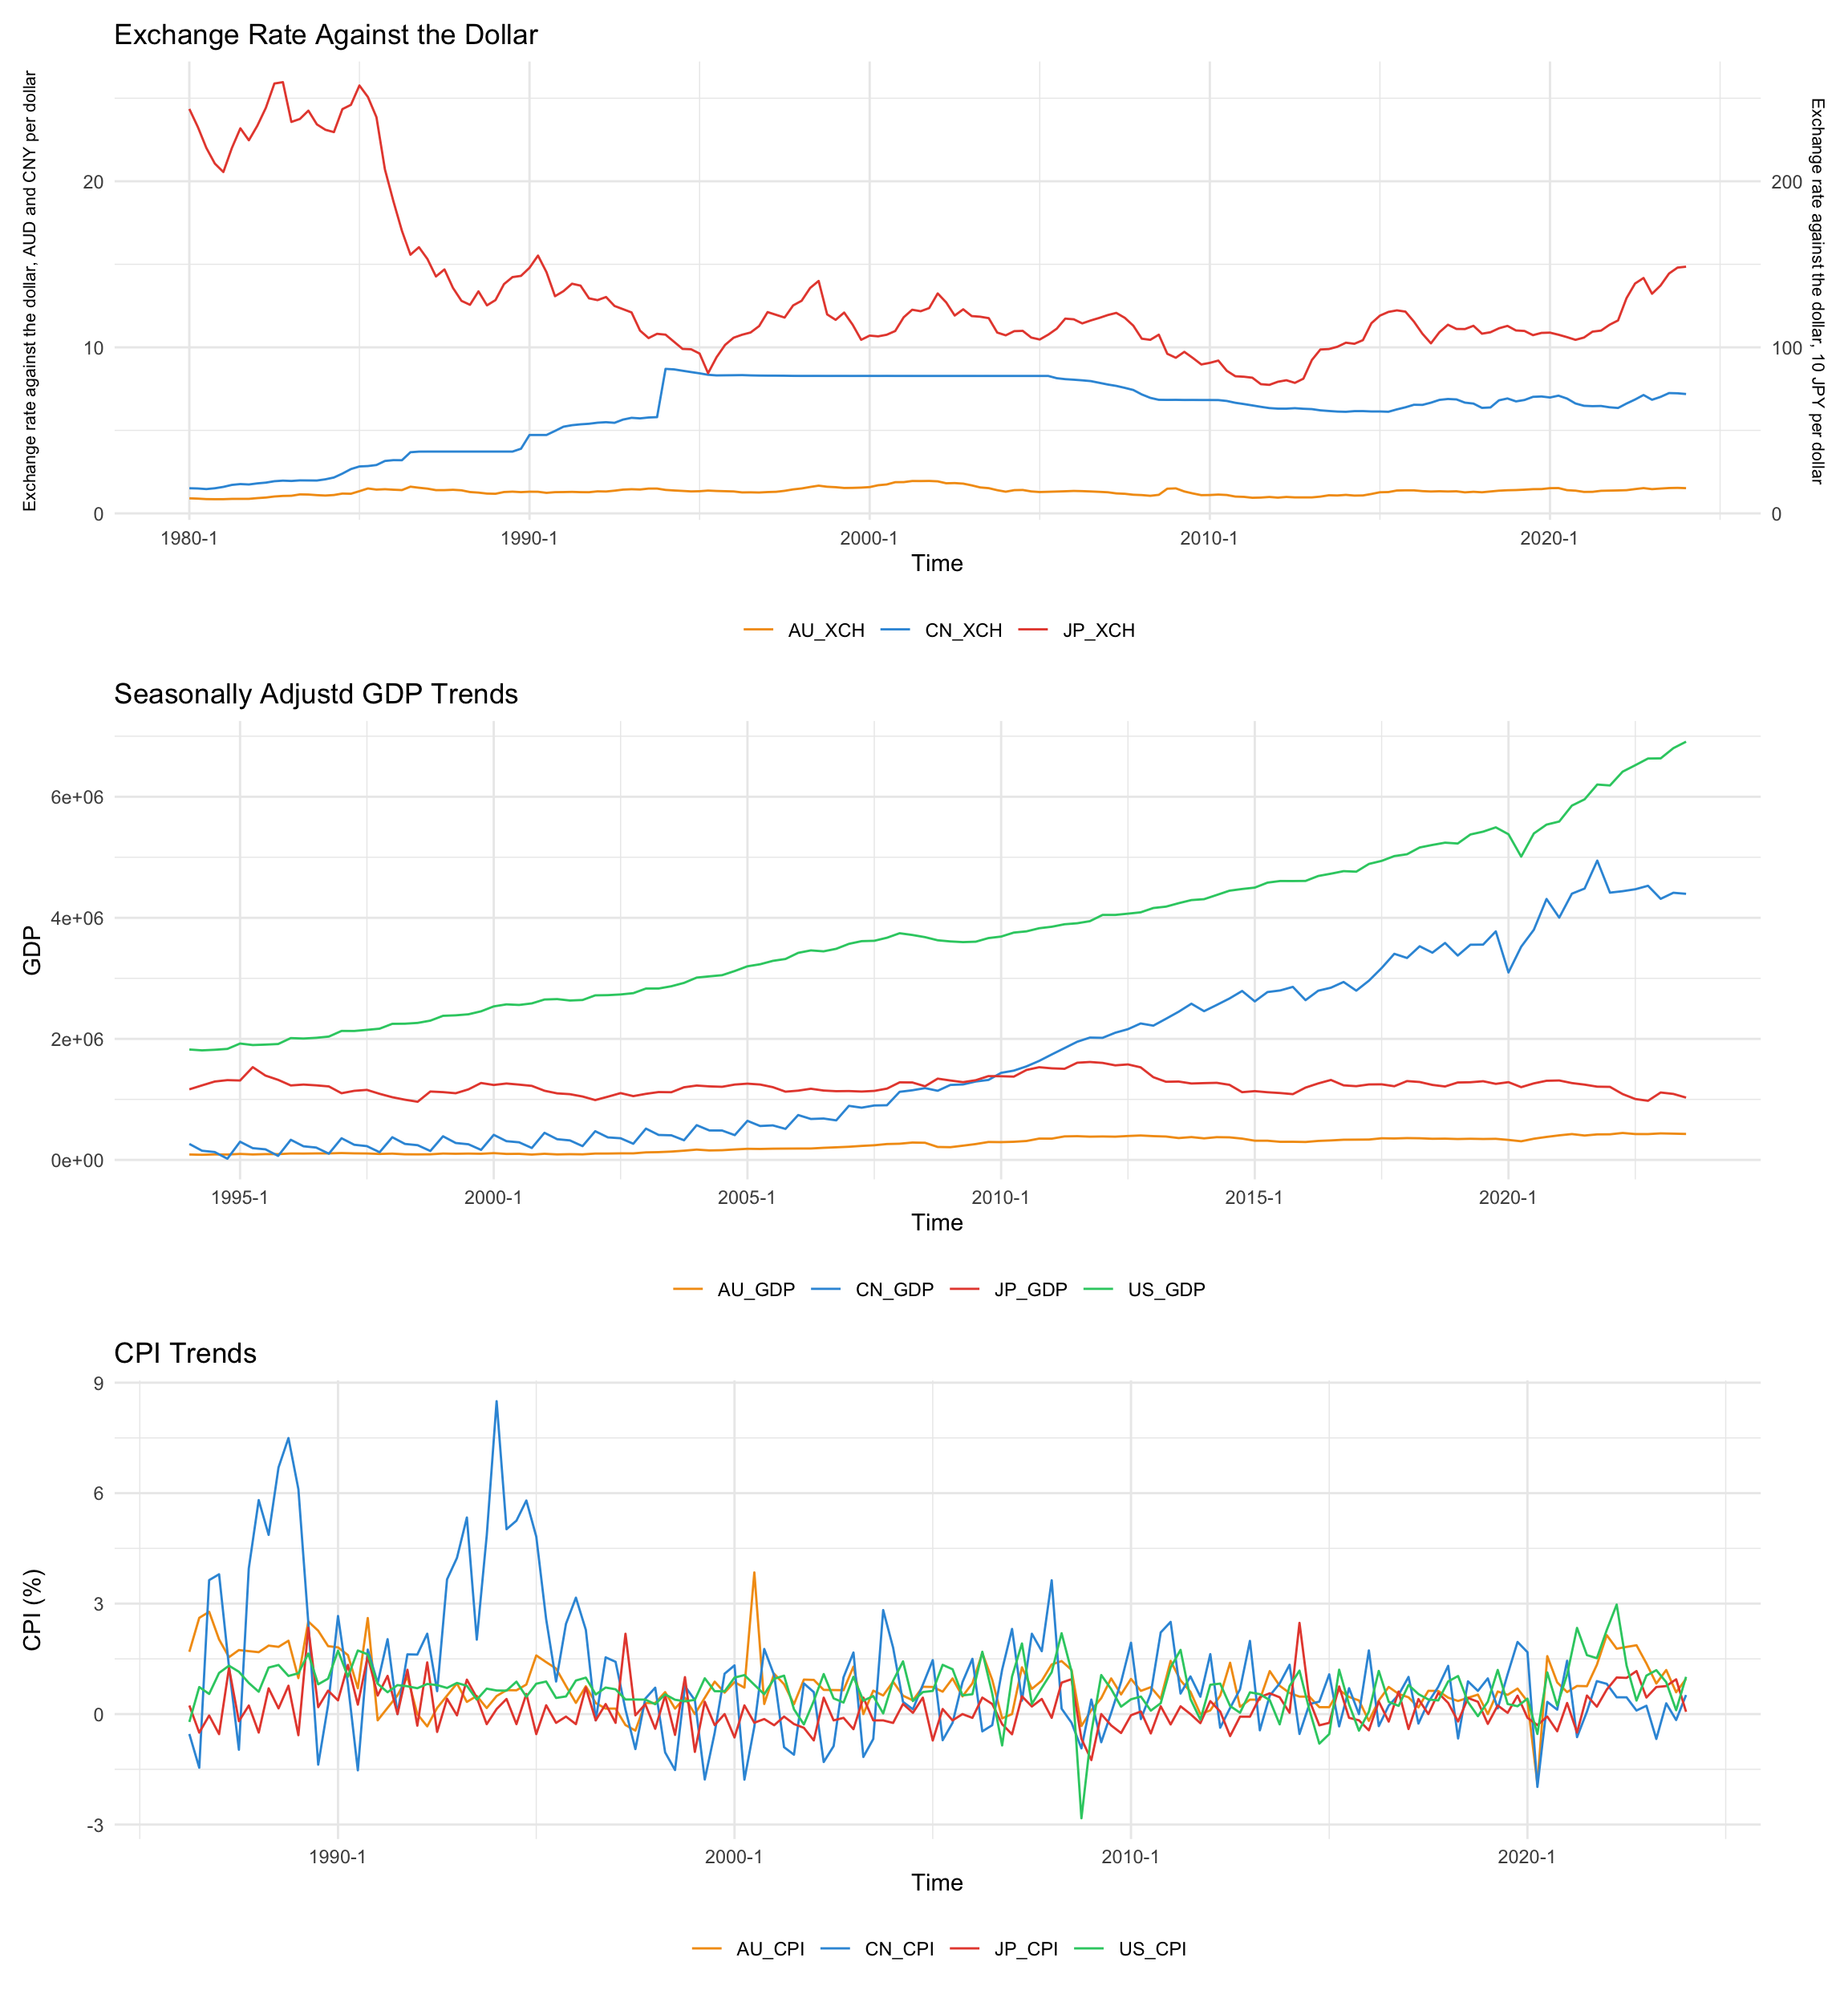 Exchange Rate Against the Dollar
Exchange rate against the dollar, AUD and CNY per dollar
20
10
0
200
100
0
Exchange rate against the dollar, 10 JPY per dollar
1980-1 1990-1 2000-1 2010-1 2020-1
Time
AU_XCH CN_XCH JP_XCH
Seasonally Adjustd GDP Trends
GDP
6e+06
4e+06
2e+06
0e+00
1995-1 2000-1 2005-1 2010-1 2015-1 2020-1
Time
AU_GDP CN_GDP JP_GDP US_GDP
CPI Trends
CPI (%)
9
6
3
0
-3
1990-1 2000-1 2010-1 2020-1
Time
AU_CPI CN_CPI JP_CPI US_CPI